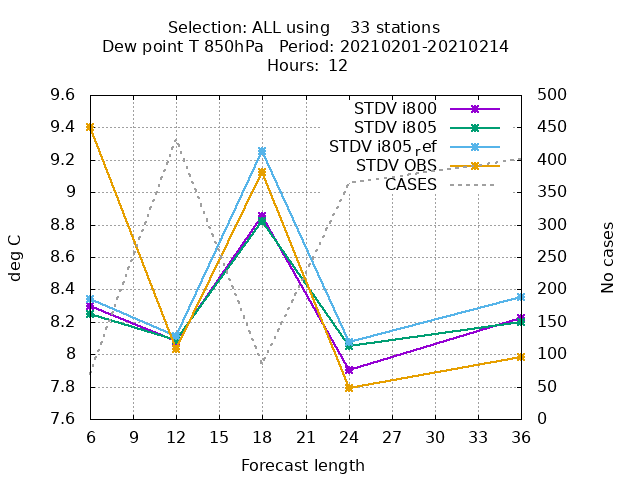 Selection: ALL using    33 stations
Dew point T 850hPa   Period: 20210201-20210214
Hours:  12
9.6
9.4
9.2
9
8.8
8.6
8.4
8.2
8
7.8
7.6
deg C
STDV i800
STDV i805
STDV i805ref
STDV OBS
CASES
500
450
400
350
300
250
200
150
100
50
0
No cases
6 9 12 15 18 21 24 27 30 33 36
Forecast length